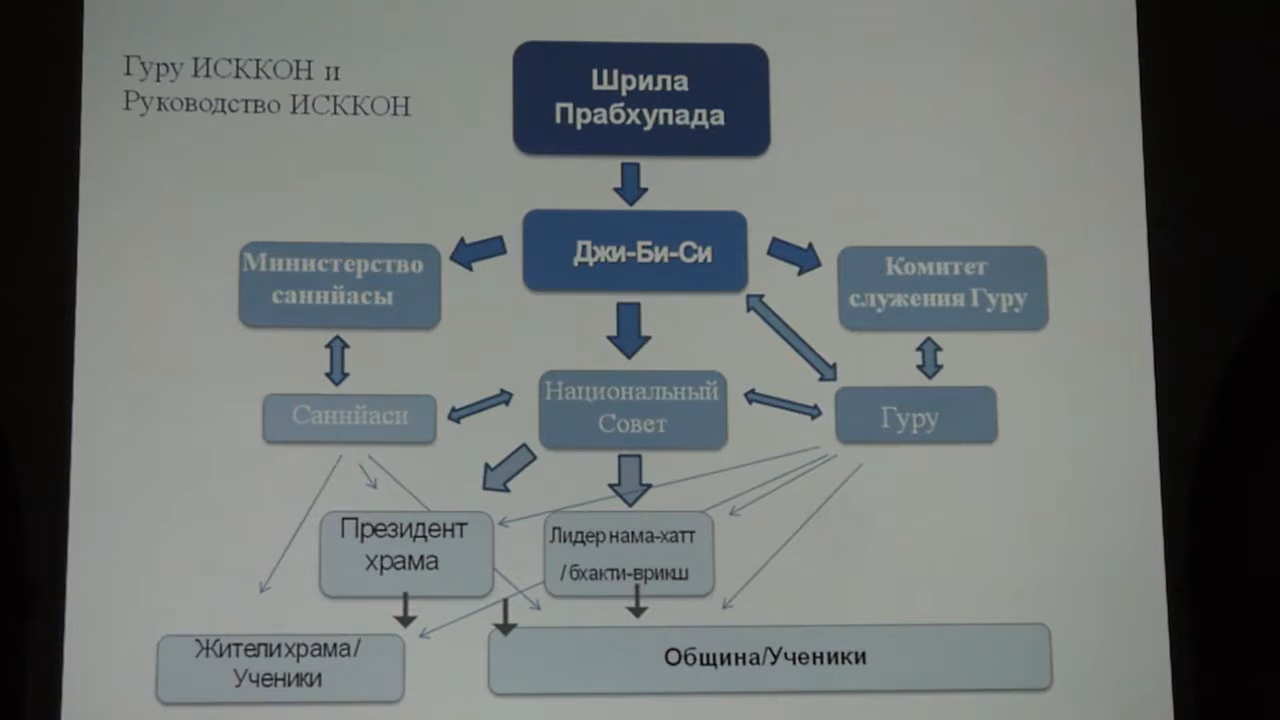 Гуру ИСККОН и
Руководство ИСККОН
Шрила
Прабхупада
Джи-Би-Си
Министерство
саннйасы
Комитет
служения Гуру
Саннйаси
Национальный
Совет
Гуру
Президент
храма
Лидер нама-хатт
/ бхакти-врикш
Жители храма/
Ученики
Община/Ученики